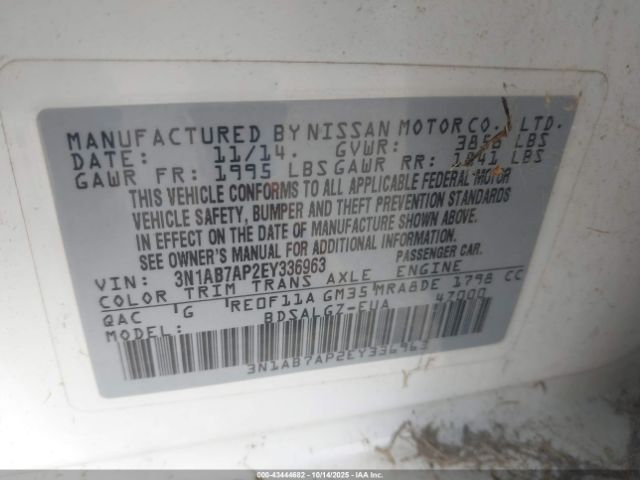 MANUFACTURED BY NISSAN MOTOR CO., LTD.
DATE: 11/14. GVWR: LBS
GAWR FR: 1995 LBS GAWR RR: 1841 LBS
THIS VEHICLE CONFORMS TO ALL APPLICABLE FEDERAL MOTOR
VEHICLE SAFETY, BUMPER AND THEFT PREVENTION STANDARDS
IN EFFECT ON THE DATE OF MANUFACTURE SHOWN ABOVE.
SEE OWNER'S MANUAL FOR ADDITIONAL INFORMATION.
VIN: 3N1AB7AP2EY336963 PASSENGER CAR.
COLOR TRIM TRANS AXLE ENGINE
QAC G RE0F11A GM35 MRA8DE 1798 CC
MODEL: BDSALGZ-EUA 47000
3N1AB7AP2EY336963
000-43444682 | 10/14/2025 - IAA, Inc.